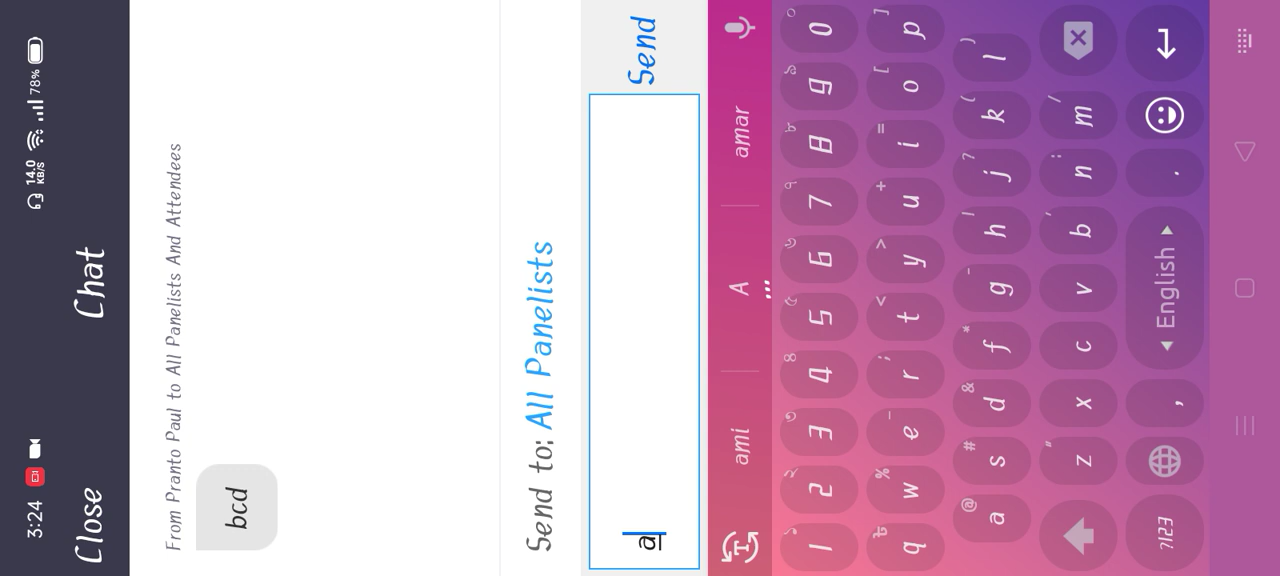 3:24 14.0 KB/S 78%
Close Chat
From Pranto Paul to All Panelists And Attendees
bcd
Send to: All Panelists
a Send
ami A amar
1 2 3 4 5 6 7 8 9 0
q w e r t y u i o p
a s d f g h j k l
z x c v b n m
?123 , English .